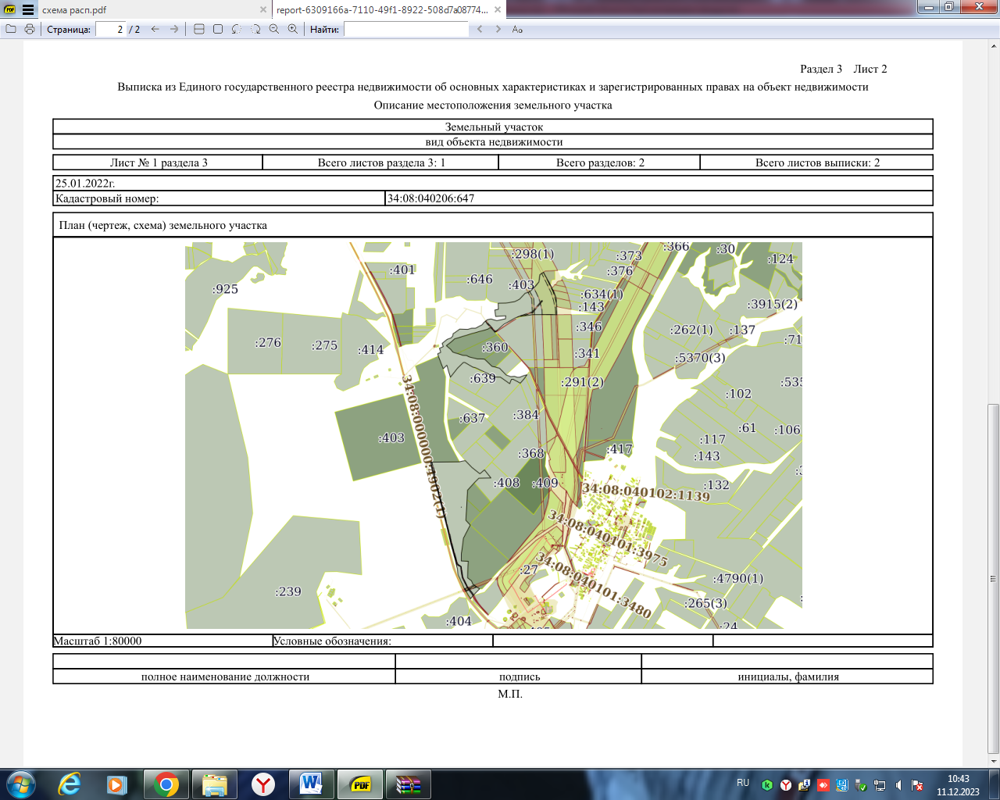 схема расп.pdf
report-6309166a-7110-49f1-8922-508d7a08774...
Страница: 2 / 2
Найти:
Aa
Раздел 3 Лист 2
Выписка из Единого государственного реестра недвижимости об основных характеристиках и зарегистрированных правах на объект недвижимости
Описание местоположения земельного участка
Земельный участок
вид объекта недвижимости
Лист № 1 раздела 3
Всего листов раздела 3: 1
Всего разделов: 2
Всего листов выписки: 2
25.01.2022г.
Кадастровый номер:
34:08:040206:647
План (чертеж, схема) земельного участка
:298(1)
:373
:366
:30
:124
:401
:376
:646
:403
:925
:634(1)
:143
:3915(2)
:346
:262(1)
:137
:276
:275
:414
:360
:71
:341
:5370(3)
:639
:291(2)
:102
:637
:384
:61
:106
:403
:117
:368
:417
:143
:408
:409
:132
34:08:000000:4902(1)
34:08:040102:1139
34:08:040101:3975
:27
34:08:040101:3480
:4790(1)
:239
:265(3)
:404
:24
Масштаб 1:80000
Условные обозначения:
полное наименование должности
подпись
инициалы, фамилия
М.П.
PDF
RU
10:43
11.12.2023